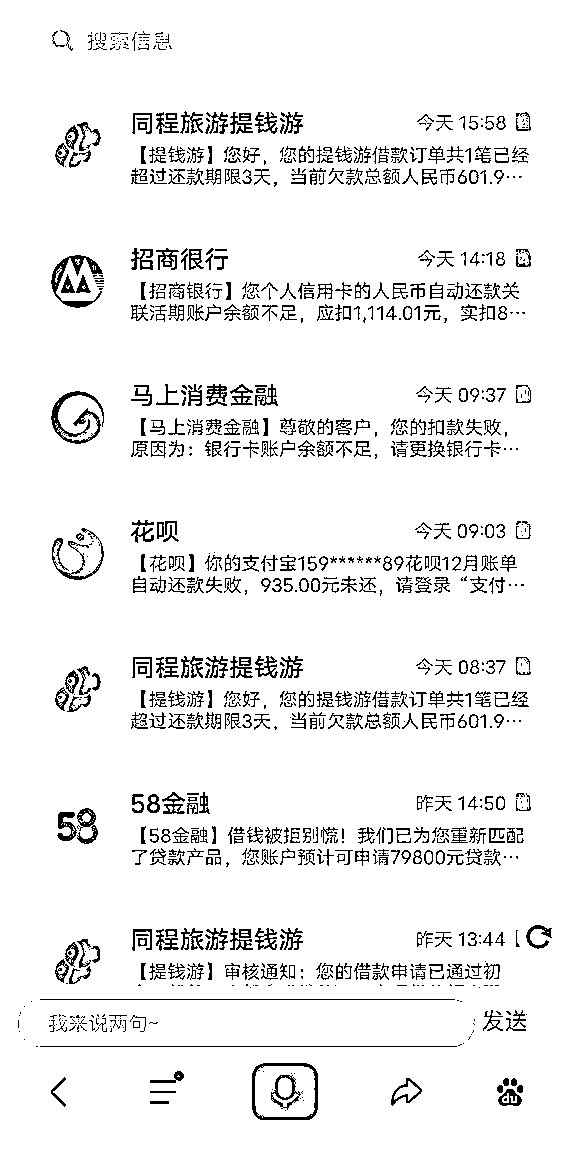 搜索信息
同程旅游提钱游
今天 15:58
【提钱游】您好，您的提钱游借款订单共1笔已经
超过还款期限3天，当前欠款总额人民币601.9…
招商很行
今天 14:18
【招商银行】您个人信用卡的人民币自动还款关
联活期账户余额不足，应扣1,114.01元，实扣8…
马上消费金融
今天 09:37
【马上消费金融】尊敬的客户，您的扣款失败，
原因为：银行卡账户余额不足，请更换银行卡…
花呗
今天 09:03
【花呗】你的支付宝159******89花呗12月账单
自动还款失败，935.00元未还，请登录“支付…
同程旅游提钱游
今天 08:37
【提钱游】您好，您的提钱游借款订单共1笔已经
超过还款期限3天，当前欠款总额人民币601.9…
58
58金融
昨天 14:50
【58金融】借钱被拒别慌！我们已为您重新匹配
了贷款产品，您账户预计可申请79800元贷款…
同程旅游提钱游
昨天 13:44
【提钱游】审核通知：您的借款申请已通过初
我来说两句~
发送
du